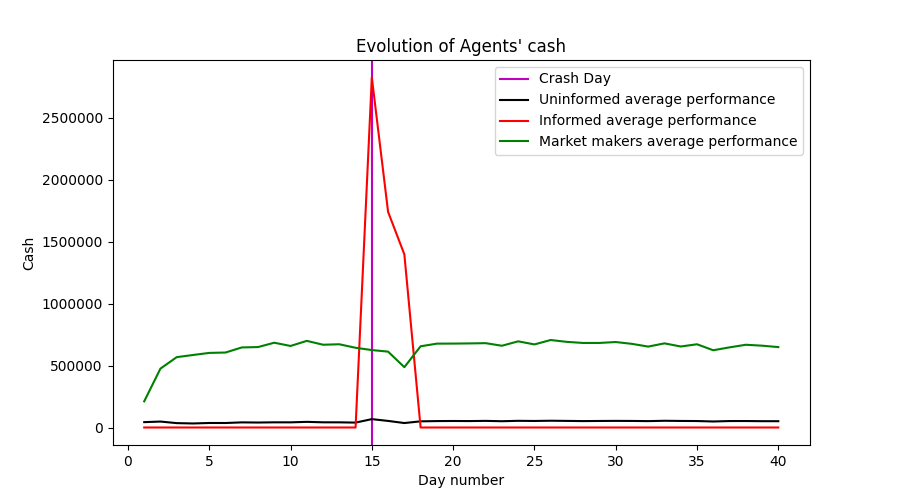 Evolution of Agents' cash
Crash Day
Uninformed average performance
Informed average performance
Market makers average performance
2500000
2000000
1500000
1000000
500000
0
Cash
0 5 10 15 20 25 30 35 40
Day number